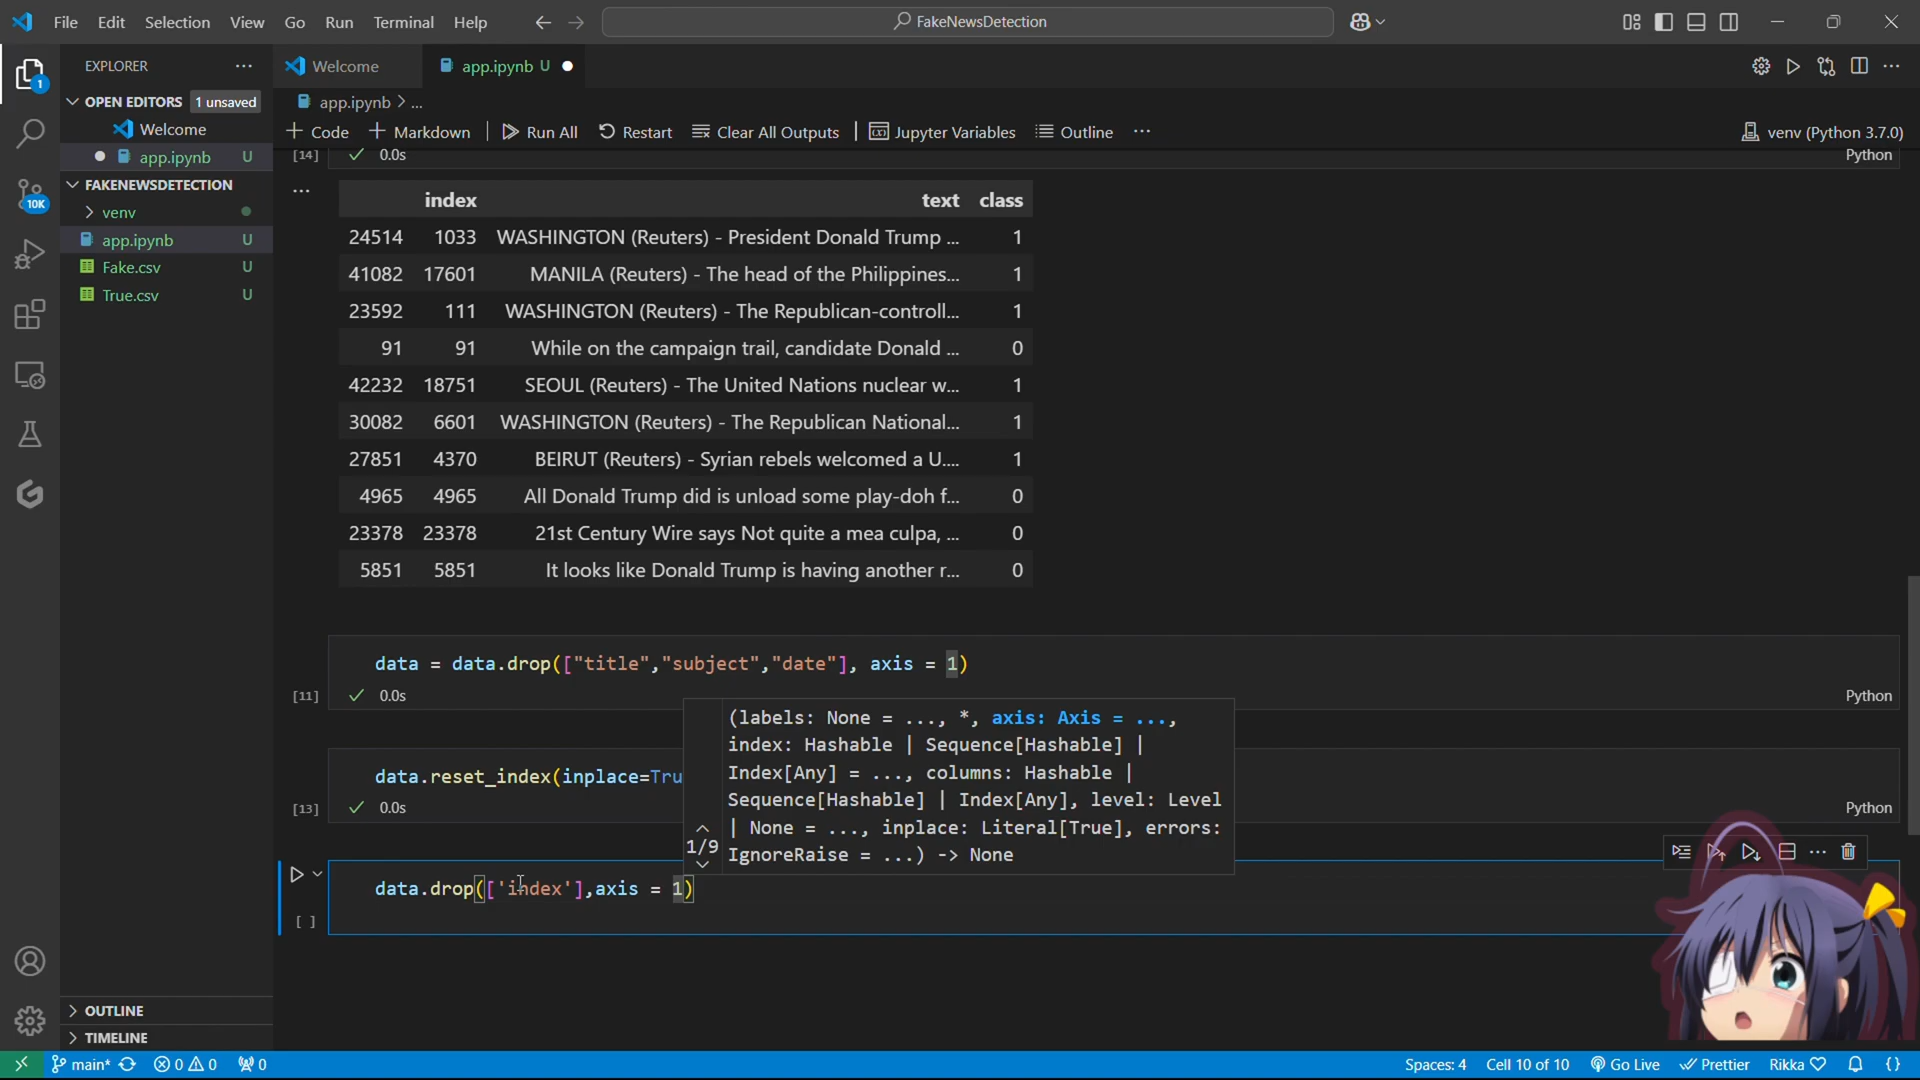 File Edit Selection View Go Run Terminal Help
FakeNewsDetection
EXPLORER
Welcome
app.ipynb U
OPEN EDITORS 1 unsaved
Welcome
app.ipynb U
FAKENEWSDETECTION
venv
app.ipynb U
Fake.csv U
True.csv U
1
10K
app.ipynb > ...
Code Markdown Run All Restart Clear All Outputs Jupyter Variables Outline ...
venv (Python 3.7.0)
[14] 0.0s Python
index text class
24514 1033 WASHINGTON (Reuters) - President Donald Trump ... 1
41082 17601 MANILA (Reuters) - The head of the Philippines... 1
23592 111 WASHINGTON (Reuters) - The Republican-controll... 1
91 91 While on the campaign trail, candidate Donald ... 0
42232 18751 SEOUL (Reuters) - The United Nations nuclear w... 1
30082 6601 WASHINGTON (Reuters) - The Republican National... 1
27851 4370 BEIRUT (Reuters) - Syrian rebels welcomed a U.... 1
4965 4965 All Donald Trump did is unload some play-doh f... 0
23378 23378 21st Century Wire says Not quite a mea culpa, ... 0
5851 5851 It looks like Donald Trump is having another r... 0
data = data.drop(["title","subject","date"], axis = 1)
[11] 0.0s Python
data.reset_index(inplace=Tru
[13] 0.0s Python
(labels: None = ..., *, axis: Axis = ...,
index: Hashable | Sequence[Hashable] |
Index[Any] = ..., columns: Hashable |
Sequence[Hashable] | Index[Any], level: Level
| None = ..., inplace: Literal[True], errors:
IgnoreRaise = ...) -> None
1/9
data.drop(['index'],axis = 1)
[ ]
OUTLINE
TIMELINE
main* 0 0 0
Spaces: 4 Cell 10 of 10 Go Live Prettier Rikka